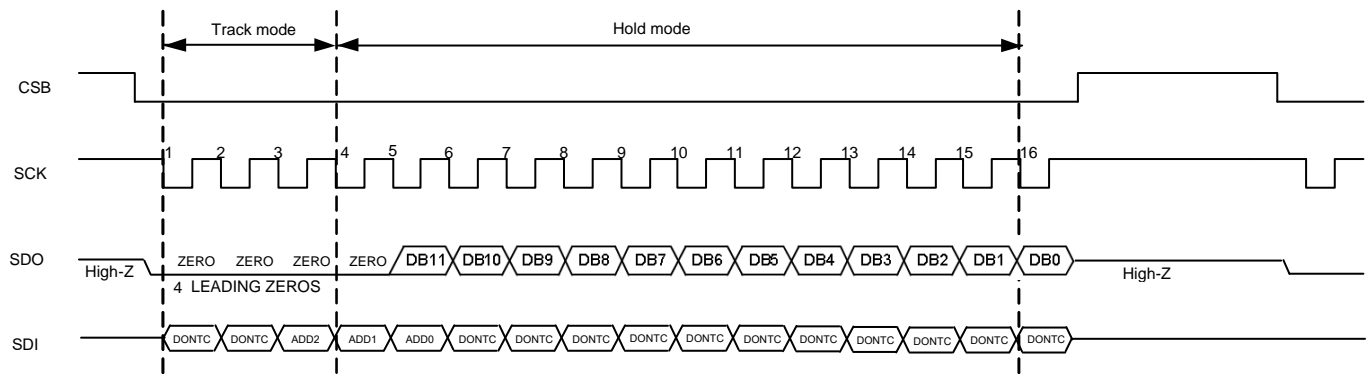 Track mode
Hold mode
CSB
1 2 3 4 5 6 7 8 9 10 11 12 13 14 15 16
SCK
SDO
ZERO ZERO ZERO ZERO DB11 DB10 DB9 DB8 DB7 DB6 DB5 DB4 DB3 DB2 DB1 DB0
High-Z
High-Z
4 LEADING ZEROS
SDI
DONTC DONTC ADD2 ADD1 ADD0 DONTC DONTC DONTC DONTC DONTC DONTC DONTC DONTC DONTC DONTC DONTC